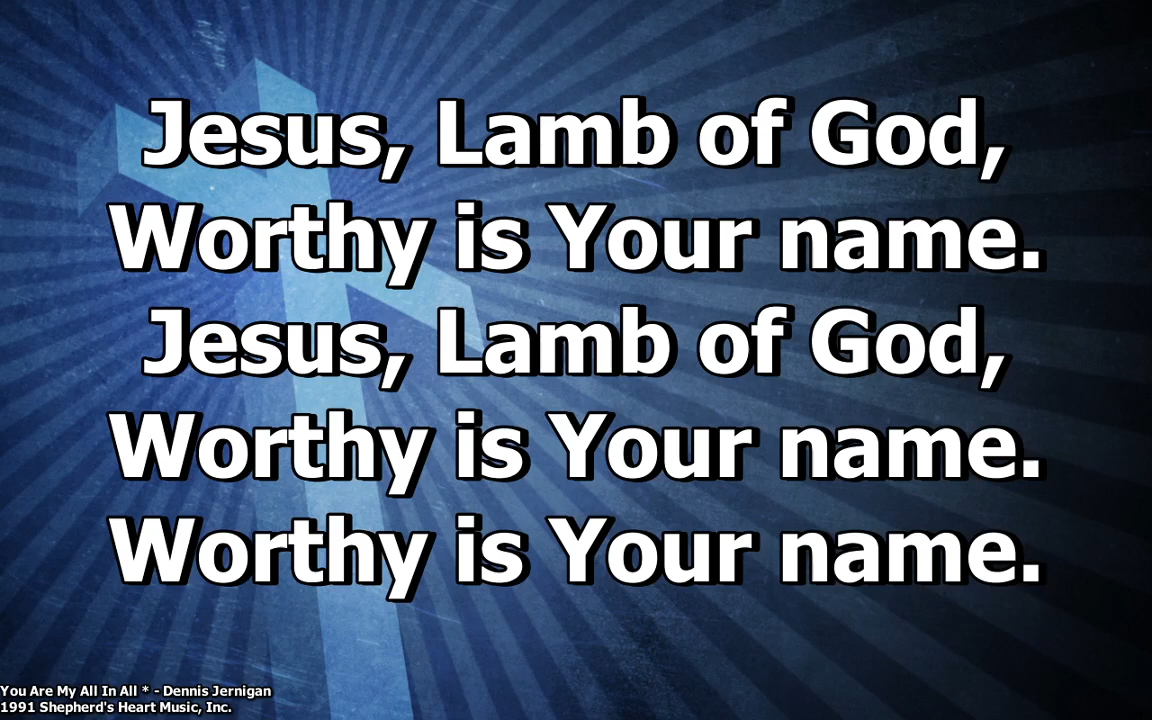 Jesus, Lamb of God,
Worthy is Your name.
Jesus, Lamb of God,
Worthy is Your name.
Worthy is Your name.
You Are My All In All * - Dennis Jernigan
1991 Shepherd's Heart Music, Inc.